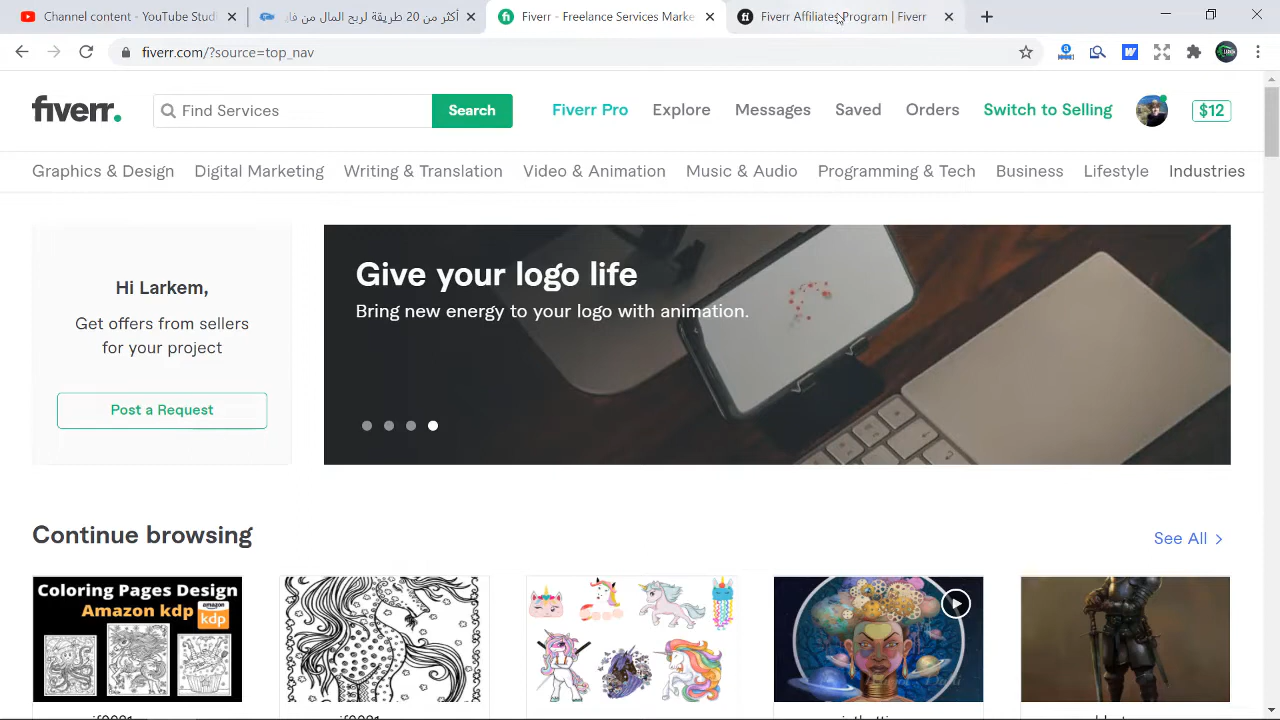 Content - YouTube Stud
كثر من 20 طريقة لربح المال من فا
Fiverr - Freelance Services Marke
Fiverr Affiliates Program | Fiverr
fiverr.com/?source=top_nav
fiverr.
Find Services
Search
Fiverr Pro
Explore
Messages
Saved
Orders
Switch to Selling
$12
Graphics & Design
Digital Marketing
Writing & Translation
Video & Animation
Music & Audio
Programming & Tech
Business
Lifestyle
Industries
Hi Larkem,
Get offers from sellers
for your project
Post a Request
Give your logo life
Bring new energy to your logo with animation.
Continue browsing
See All
Coloring Pages Design
Amazon kdp
amazon
kdp